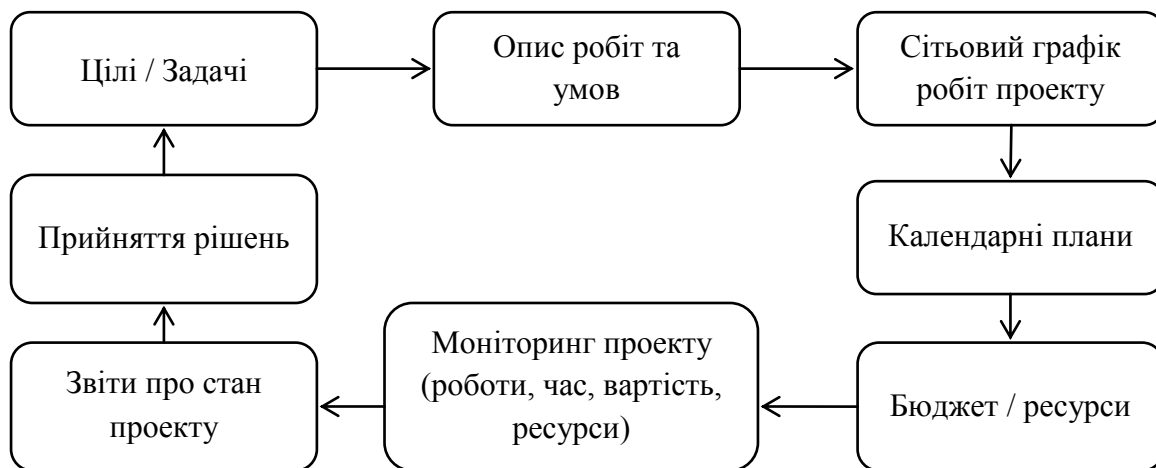 Цілі / Задачі
Опис робіт та
умов
Сітьовий графік
робіт проекту
Прийняття рішень
Календарні плани
Звіти про стан
проекту
Моніторинг проекту
(роботи, час, вартість,
ресурси)
Бюджет / ресурси